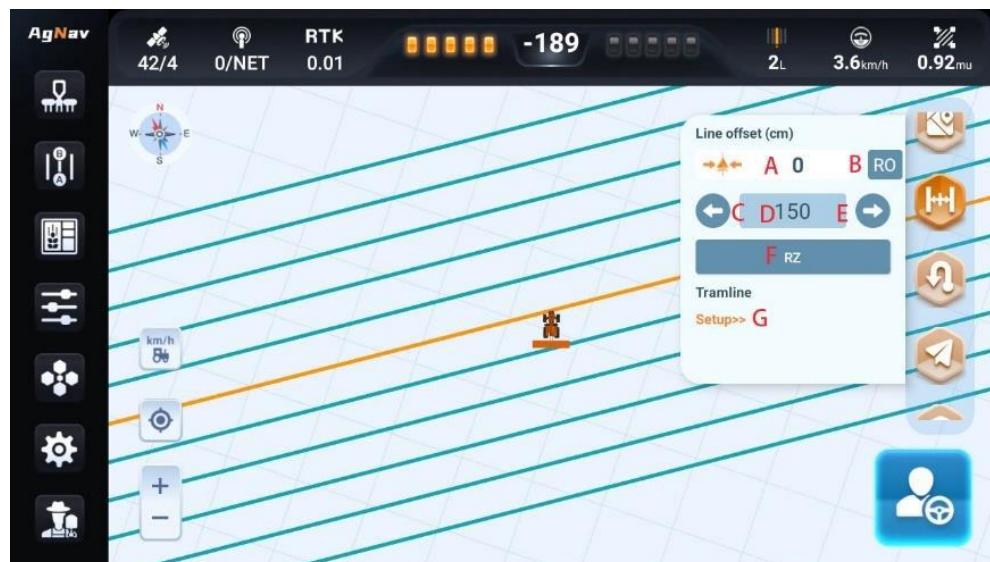 AgNav
42/4
0/NET
RTK
0.01
-189
2L
3.6km/h
0.92mu
N
W
E
S
Line offset (cm)
A 0 B RO
C D 150 E
F RZ
Tramline
Setup>> G
B
A
km/h
+
−